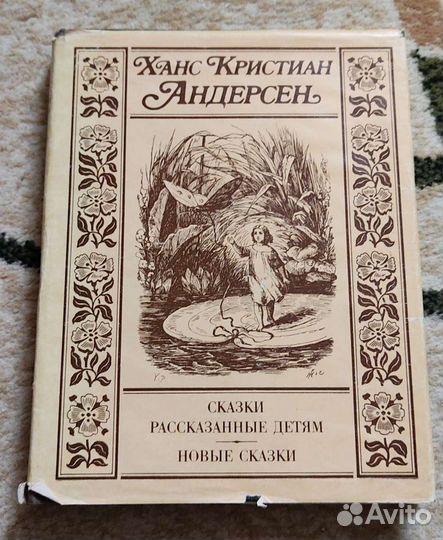 Ханс Кристиан
Андерсен
СКАЗКИ
РАССКАЗАННЫЕ ДЕТЯМ
НОВЫЕ СКАЗКИ
Avito